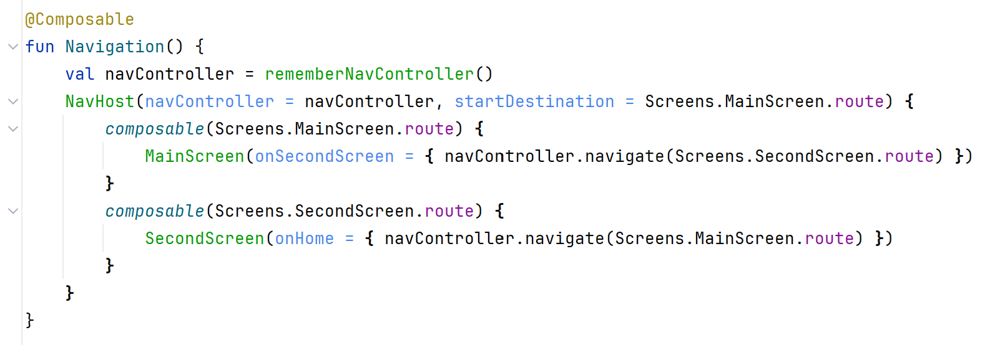 @Composable
fun Navigation() {
    val navController = rememberNavController()
    NavHost(navController = navController, startDestination = Screens.MainScreen.route) {
        composable(Screens.MainScreen.route) {
            MainScreen(onSecondScreen = { navController.navigate(Screens.SecondScreen.route) })
        }
        composable(Screens.SecondScreen.route) {
            SecondScreen(onHome = { navController.navigate(Screens.MainScreen.route) })
        }
    }
}